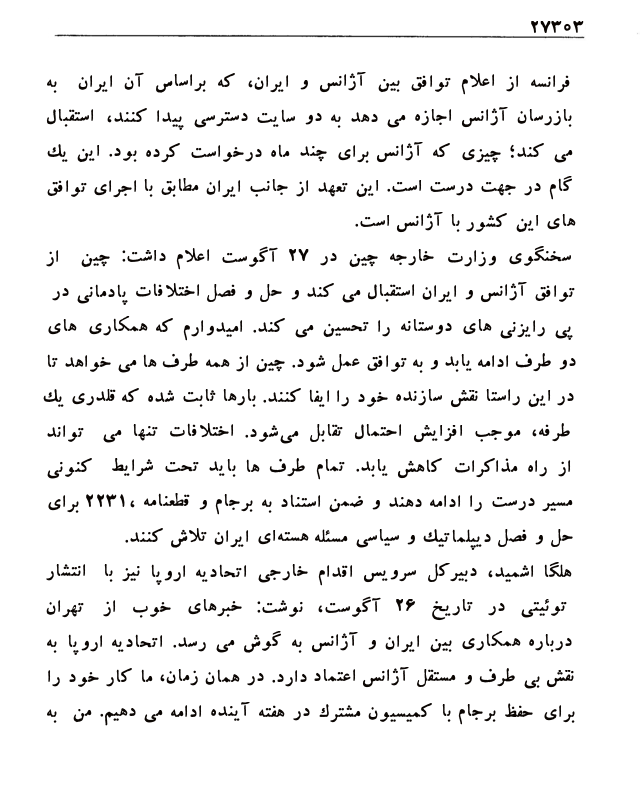 ۲۷۳۰۳
فرانسه از اعلام توافق بین آژانس و ایران، که براساس آن ایران به
بازرسان آژانس اجازه می دهد به دو سایت دسترسی پیدا کنند، استقبال
می کند؛ چیزی که آژانس برای چند ماه درخواست کرده بود. این یك
گام در جهت درست است. این تعهد از جانب ایران مطابق با اجرای توافق
های این کشور با آژانس است.
سخنگوی وزارت خارجه چین در ۲۷ آگوست اعلام داشت: چین از
توافق آژانس و ایران استقبال می کند و حل و فصل اختلافات پادمانی در
پی رایزنی های دوستانه را تحسین می کند. امیدوارم که همکاری های
دو طرف ادامه یابد و به توافق عمل شود. چین از همه طرف ها می خواهد تا
در این راستا نقش سازنده خود را ایفا کنند. بارها ثابت شده که قلدری یك
طرفه، موجب افزایش احتمال تقابل می‌شود. اختلافات تنها می تواند
از راه مذاکرات کاهش یابد. تمام طرف ها باید تحت شرایط کنونی
مسیر درست را ادامه دهند و ضمن استناد به برجام و قطعنامه ،۲۲۳۱ برای
حل و فصل دیپلماتیك و سیاسی مسئله هسته‌ای ایران تلاش کنند.
هلگا اشمید، دبیرکل سرویس اقدام خارجی اتحادیه اروپا نیز با انتشار
توئیتی در تاریخ ۲۶ آگوست، نوشت: خبرهای خوب از تهران
درباره همکاری بین ایران و آژانس به گوش می رسد. اتحادیه اروپا به
نقش بی طرف و مستقل آژانس اعتماد دارد. در همان زمان، ما کار خود را
برای حفظ برجام با کمیسیون مشترك در هفته آینده ادامه می دهیم. من به